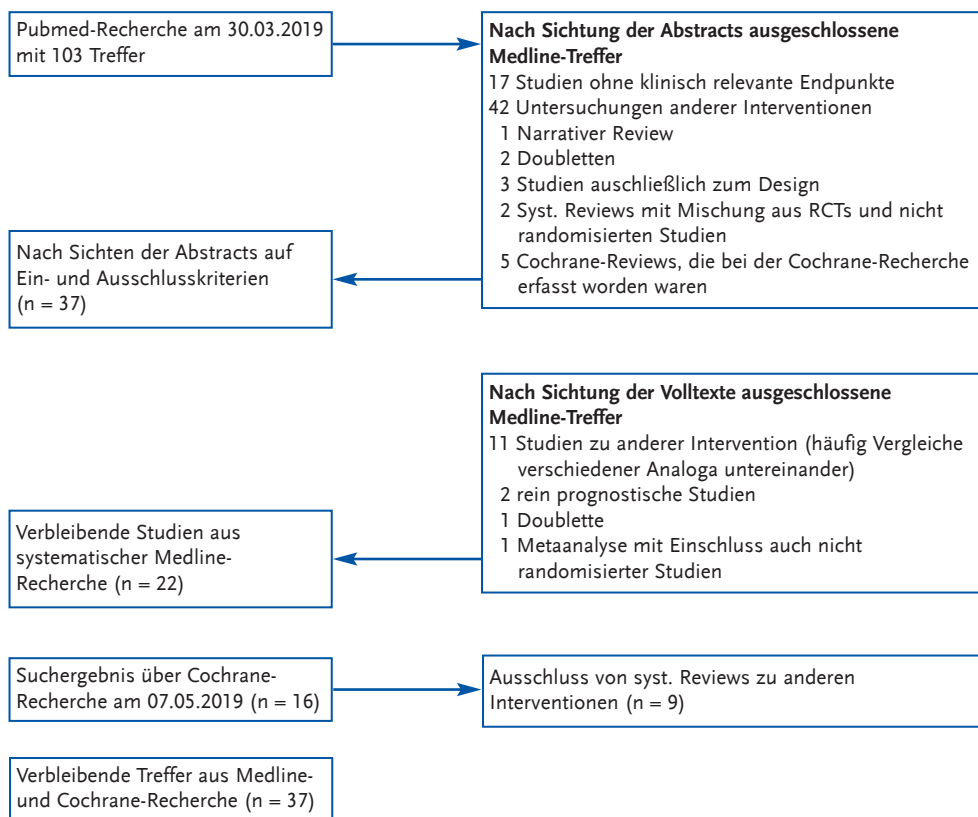 Pubmed-Recherche am 30.03.2019
mit 103 Treffer
Nach Sichtung der Abstracts ausgeschlossene
Medline-Treffer
17 Studien ohne klinisch relevante Endpunkte
42 Untersuchungen anderer Interventionen
1 Narrativer Review
2 Doubletten
3 Studien auschließlich zum Design
2 Syst. Reviews mit Mischung aus RCTs und nicht
randomisierten Studien
5 Cochrane-Reviews, die bei der Cochrane-Recherche
erfasst worden waren
Nach Sichten der Abstracts auf
Ein- und Ausschlusskriterien
(n = 37)
Nach Sichtung der Volltexte ausgeschlossene
Medline-Treffer
11 Studien zu anderer Intervention (häufig Vergleiche
verschiedener Analoga untereinander)
2 rein prognostische Studien
1 Doublette
1 Metaanalyse mit Einschluss auch nicht
randomisierter Studien
Verbleibende Studien aus
systematischer Medline-
Recherche (n = 22)
Suchergebnis über Cochrane-
Recherche am 07.05.2019 (n = 16)
Ausschluss von syst. Reviews zu anderen
Interventionen (n = 9)
Verbleibende Treffer aus Medline-
und Cochrane-Recherche (n = 37)